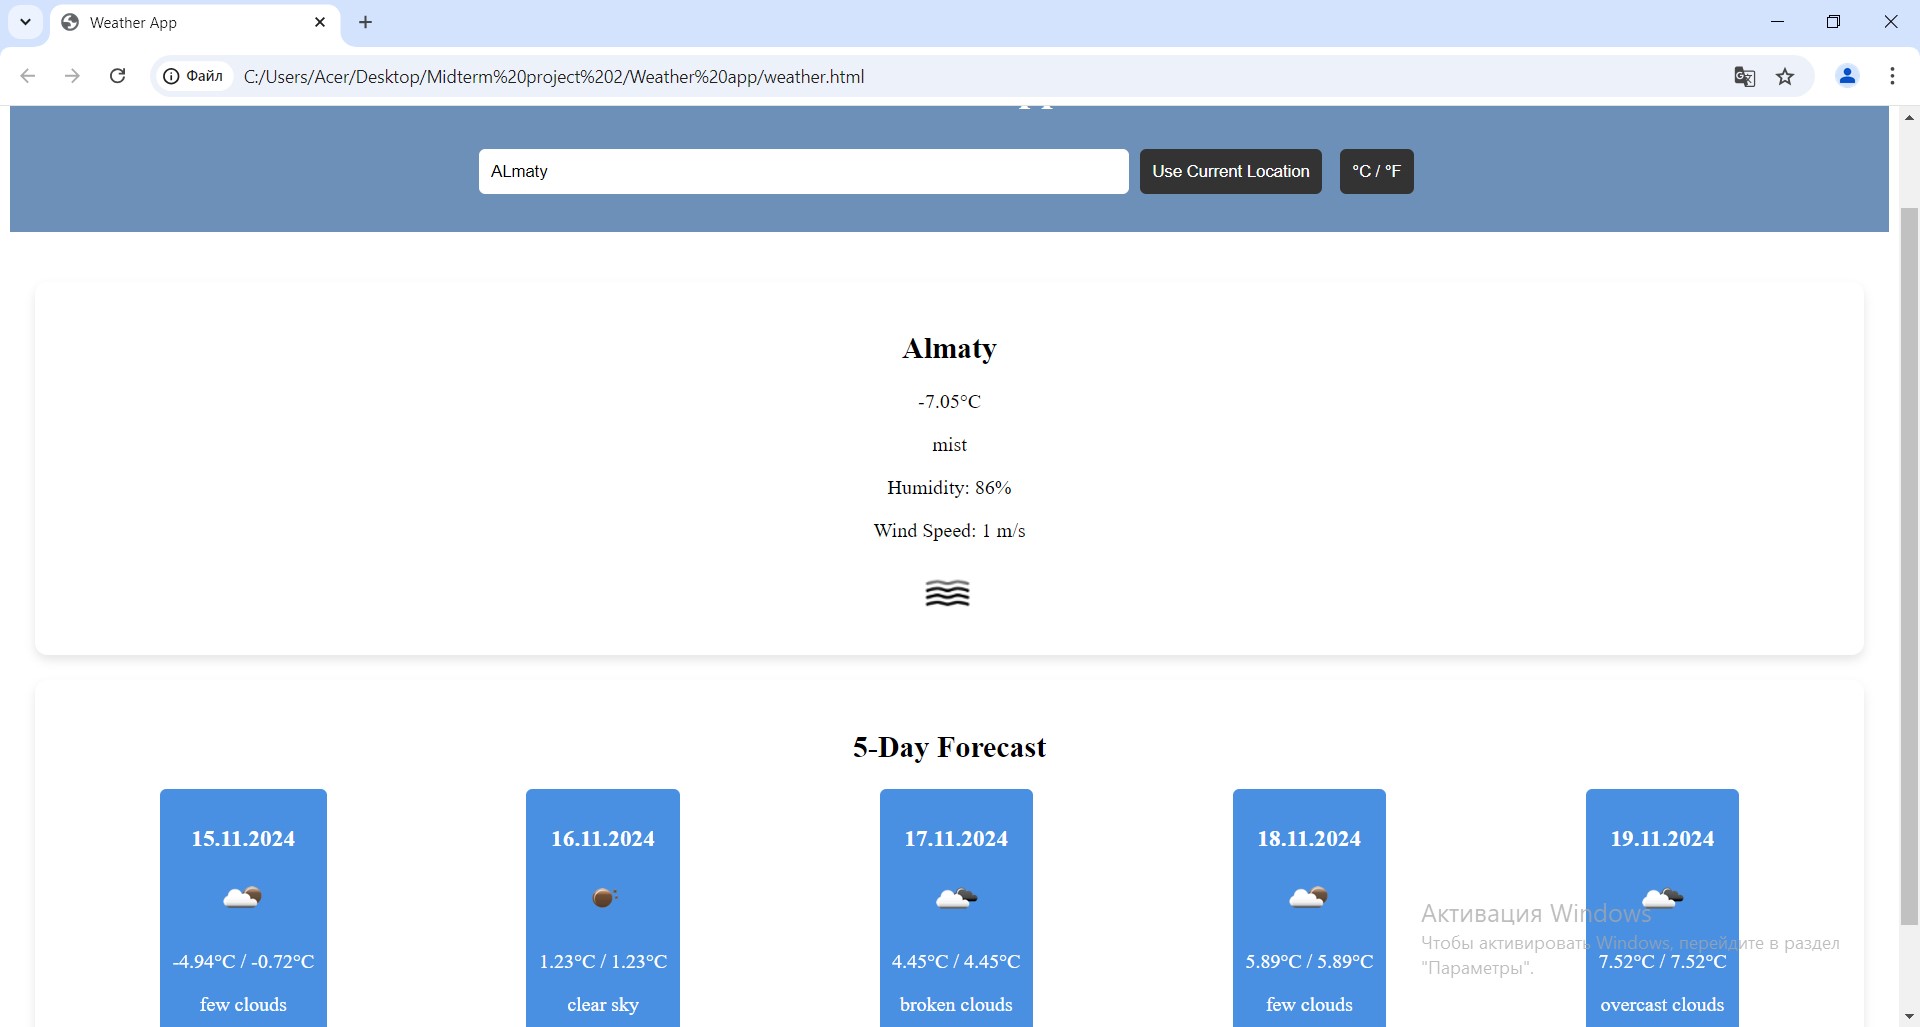 Weather App
Файл
C:/Users/Acer/Desktop/Midterm%20project%202/Weather%20app/weather.html
ALmaty
Use Current Location
°C / °F
Almaty
-7.05°C
mist
Humidity: 86%
Wind Speed: 1 m/s
5-Day Forecast
15.11.2024
-4.94°C / -0.72°C
few clouds
16.11.2024
1.23°C / 1.23°C
clear sky
17.11.2024
4.45°C / 4.45°C
broken clouds
18.11.2024
5.89°C / 5.89°C
few clouds
19.11.2024
7.52°C / 7.52°C
overcast clouds
Активация Windows
Чтобы активировать Windows, перейдите в раздел
"Параметры".